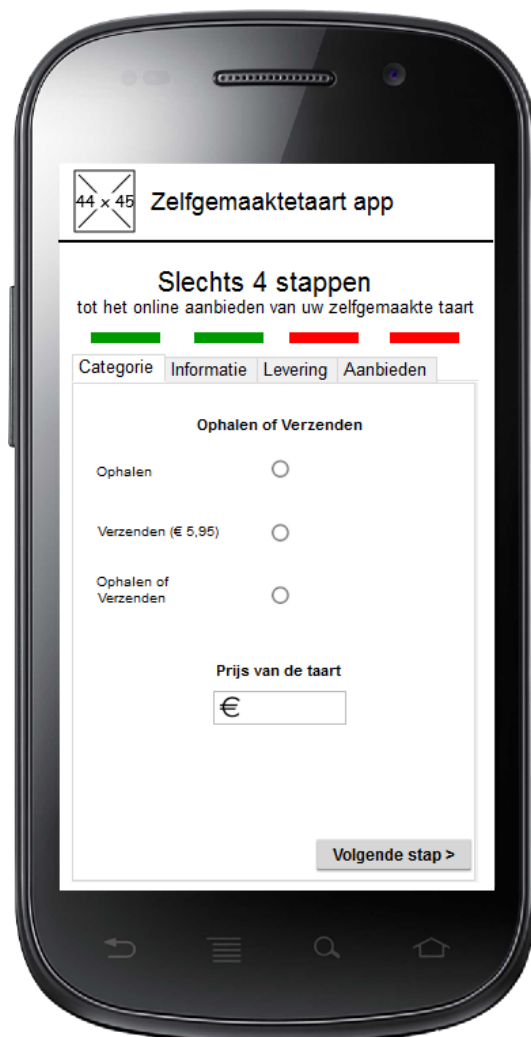 44 x 45
Zelfgemaaktetaart app
Slechts 4 stappen
tot het online aanbieden van uw zelfgemaakte taart
Categorie Informatie Levering Aanbieden
Ophalen of Verzenden
Ophalen
Verzenden (€ 5,95)
Ophalen of
Verzenden
Prijs van de taart
€
Volgende stap >